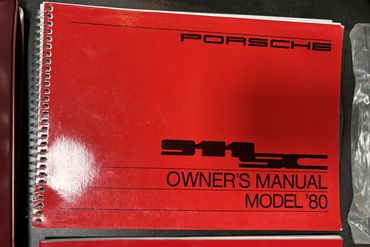 PORSCHE
911SC
OWNER'S MANUAL
MODEL '80